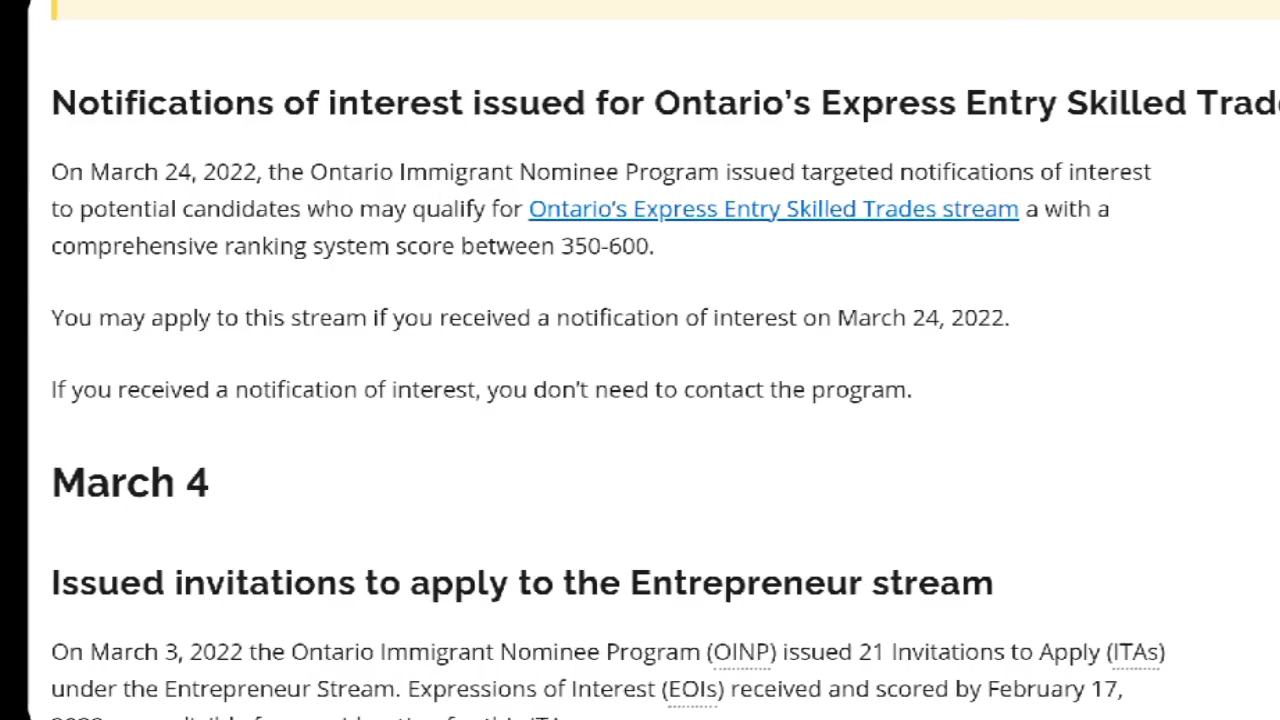 Notifications of interest issued for Ontario’s Express Entry Skilled
On March 24, 2022, the Ontario Immigrant Nominee Program issued targeted notifications of interest
to potential candidates who may qualify for Ontario’s Express Entry Skilled Trades stream a with a
comprehensive ranking system score between 350-600.
You may apply to this stream if you received a notification of interest on March 24, 2022.
If you received a notification of interest, you don’t need to contact the program.
March 4
Issued invitations to apply to the Entrepreneur stream
On March 3, 2022 the Ontario Immigrant Nominee Program (OINP) issued 21 Invitations to Apply (ITAs)
under the Entrepreneur Stream. Expressions of Interest (EOIs) received and scored by February 17,